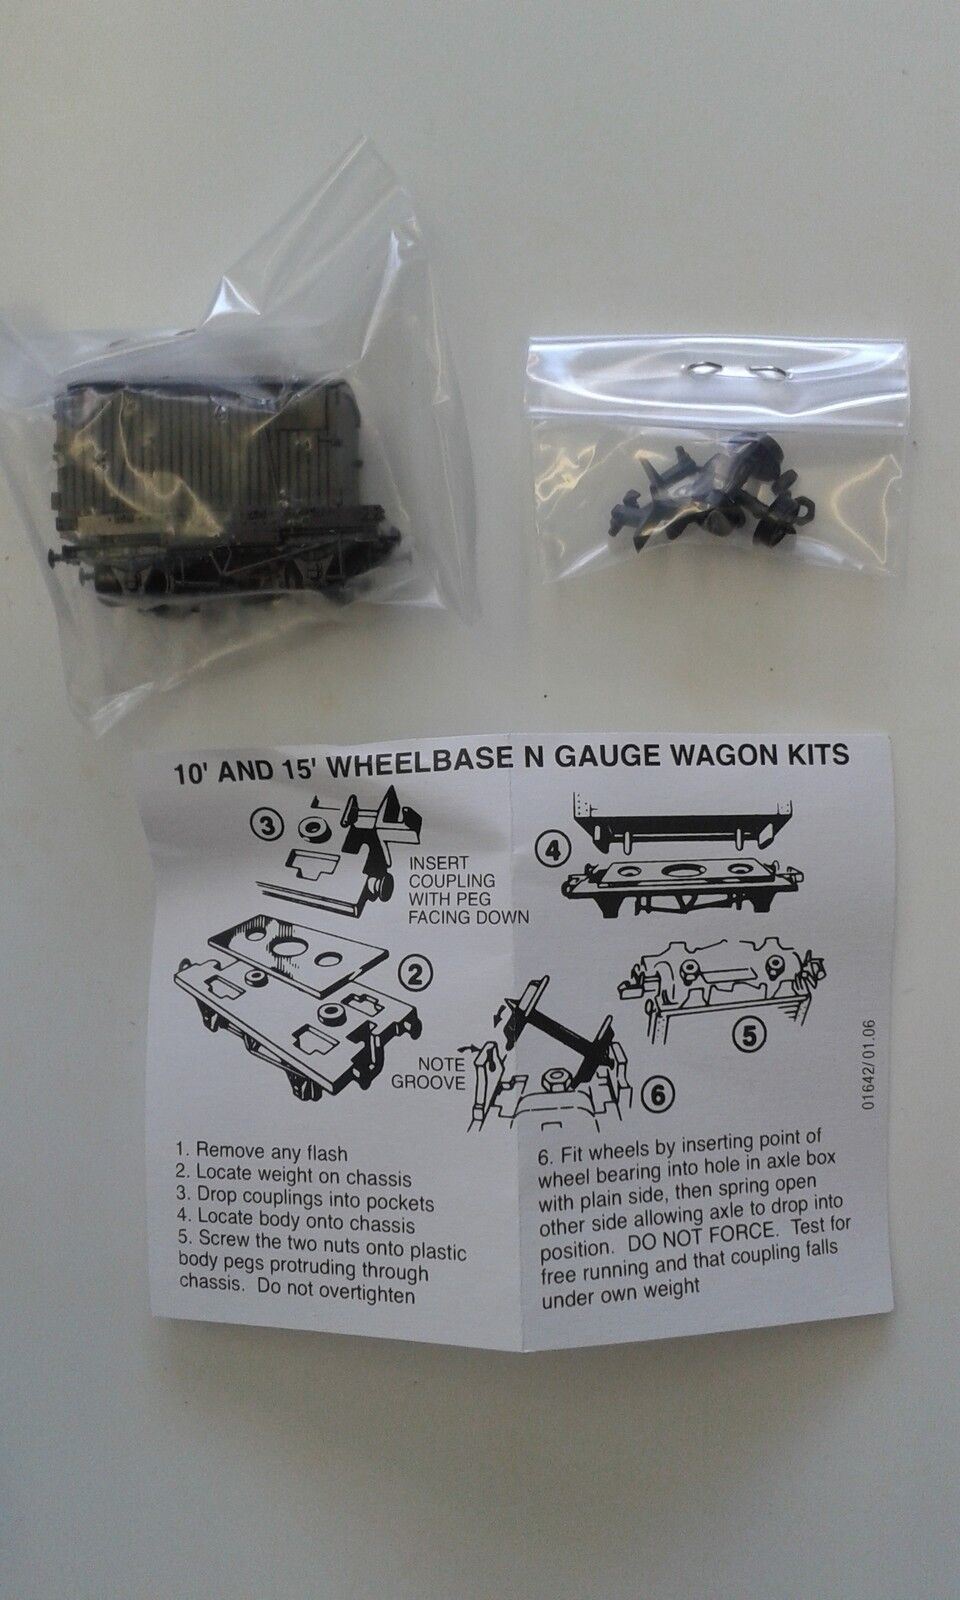 10' AND 15' WHEELBASE N GAUGE WAGON KITS
3
INSERT
COUPLING
WITH PEG
FACING DOWN
4
2
5
NOTE
GROOVE
6
01642/01.06
1. Remove any flash
2. Locate weight on chassis
3. Drop couplings into pockets
4. Locate body onto chassis
5. Screw the two nuts onto plastic
body pegs protruding through
chassis. Do not overtighten
6. Fit wheels by inserting point of
wheel bearing into hole in axle box
with plain side, then spring open
other side allowing axle to drop into
position. DO NOT FORCE. Test for
free running and that coupling falls
under own weight